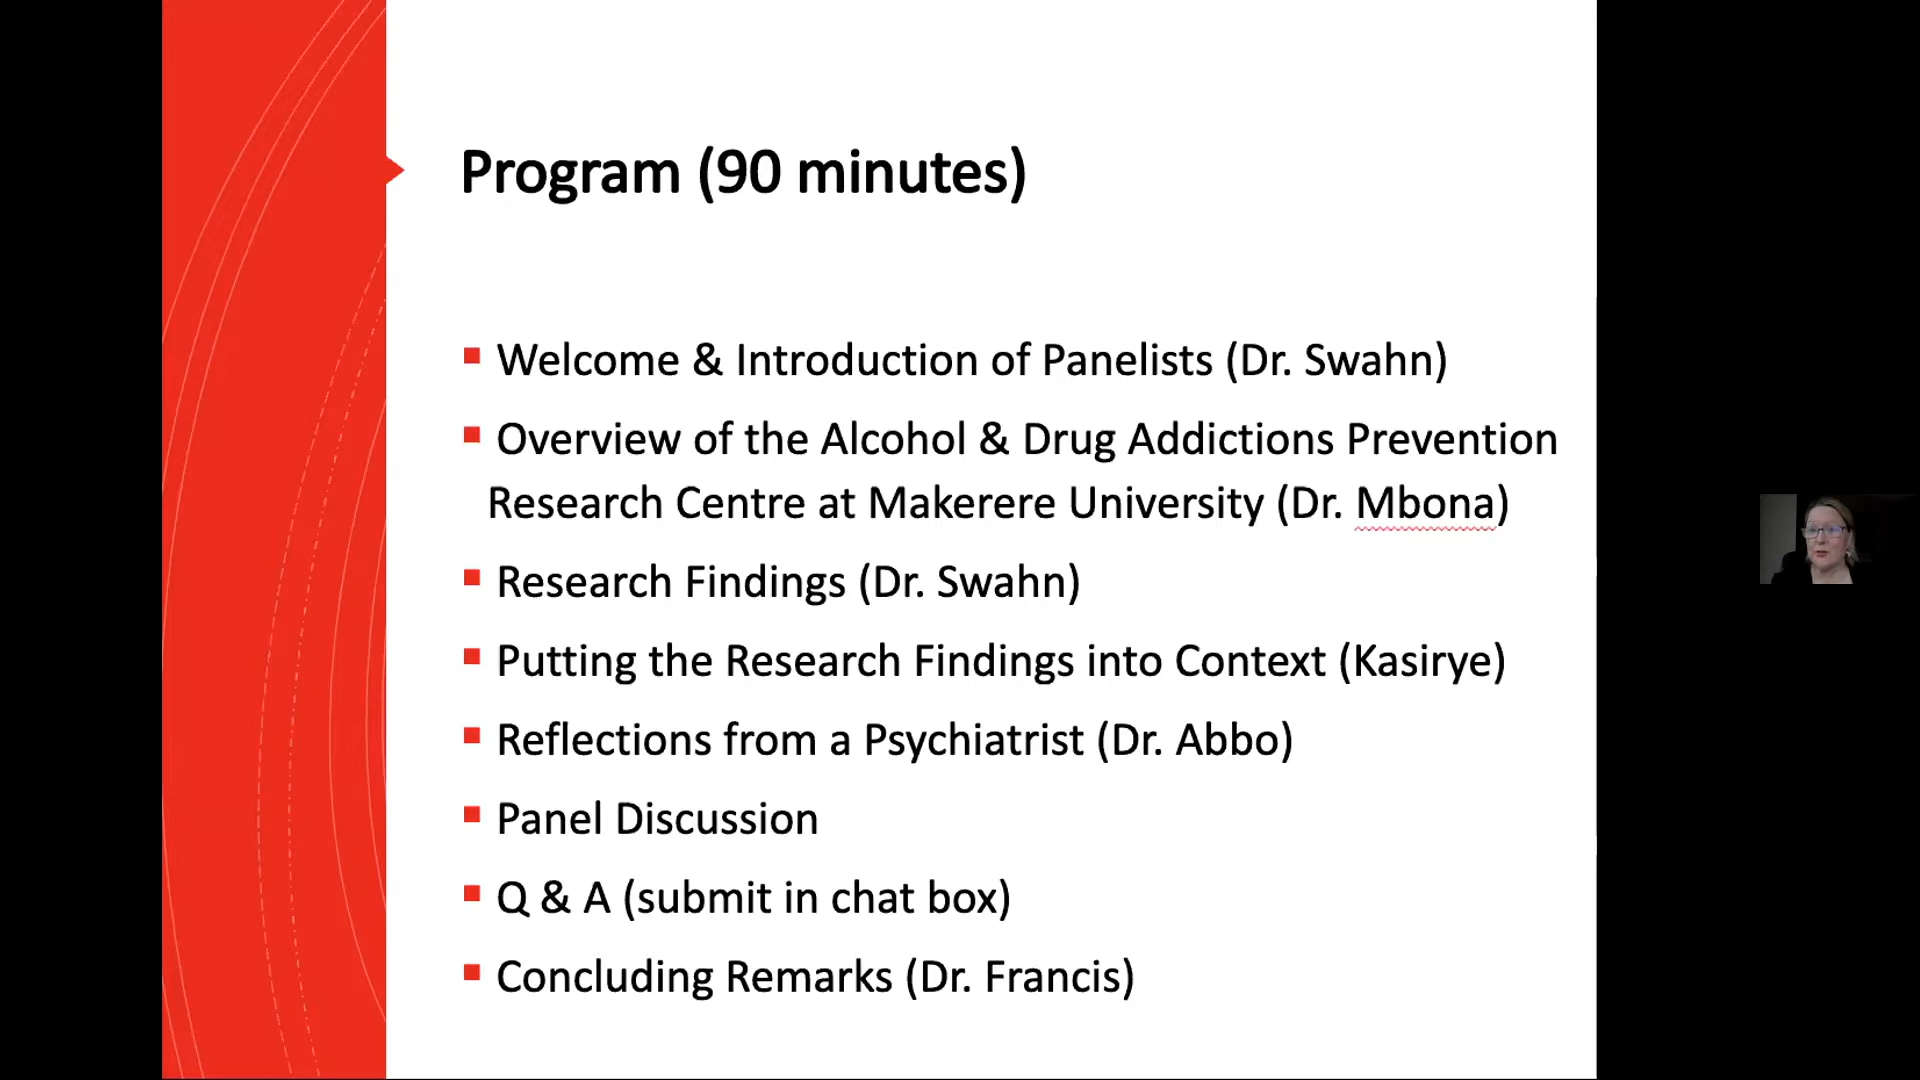 Program (90 minutes)
▪ Welcome & Introduction of Panelists (Dr. Swahn)
▪ Overview of the Alcohol & Drug Addictions Prevention
Research Centre at Makerere University (Dr. Mbona)
▪ Research Findings (Dr. Swahn)
▪ Putting the Research Findings into Context (Kasirye)
▪ Reflections from a Psychiatrist (Dr. Abbo)
▪ Panel Discussion
▪ Q & A (submit in chat box)
▪ Concluding Remarks (Dr. Francis)